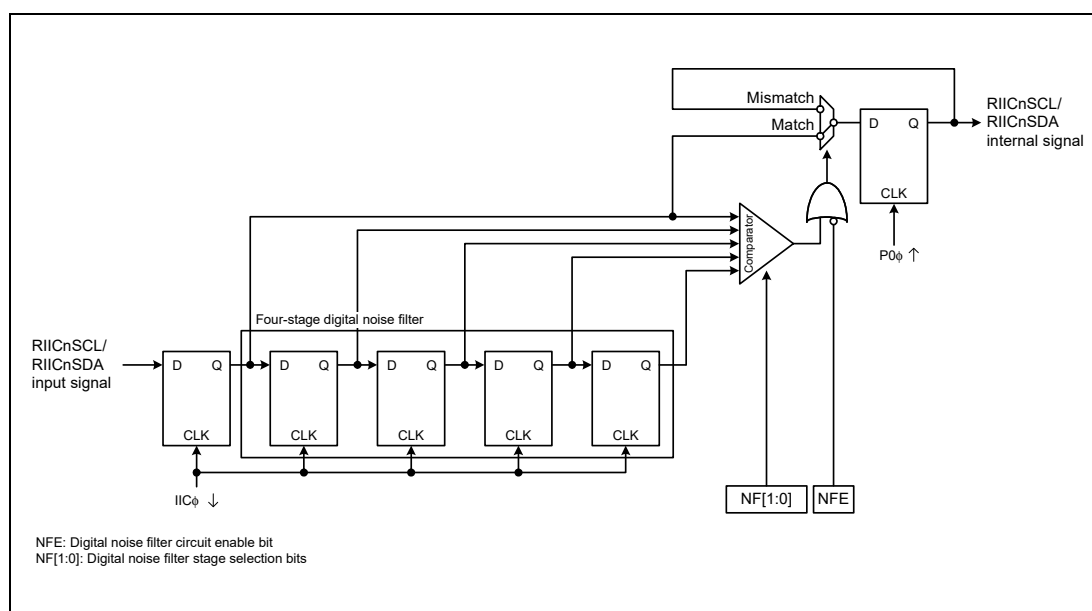 Mismatch
Match
D Q
CLK
RIICnSCL/
RIICnSDA
internal signal
P0ϕ ↑
Comparator
Four-stage digital noise filter
RIICnSCL/
RIICnSDA
input signal
D Q
CLK
D Q
CLK
D Q
CLK
D Q
CLK
D Q
CLK
IICϕ ↓
NF[1:0]
NFE
NFE: Digital noise filter circuit enable bit
NF[1:0]: Digital noise filter stage selection bits